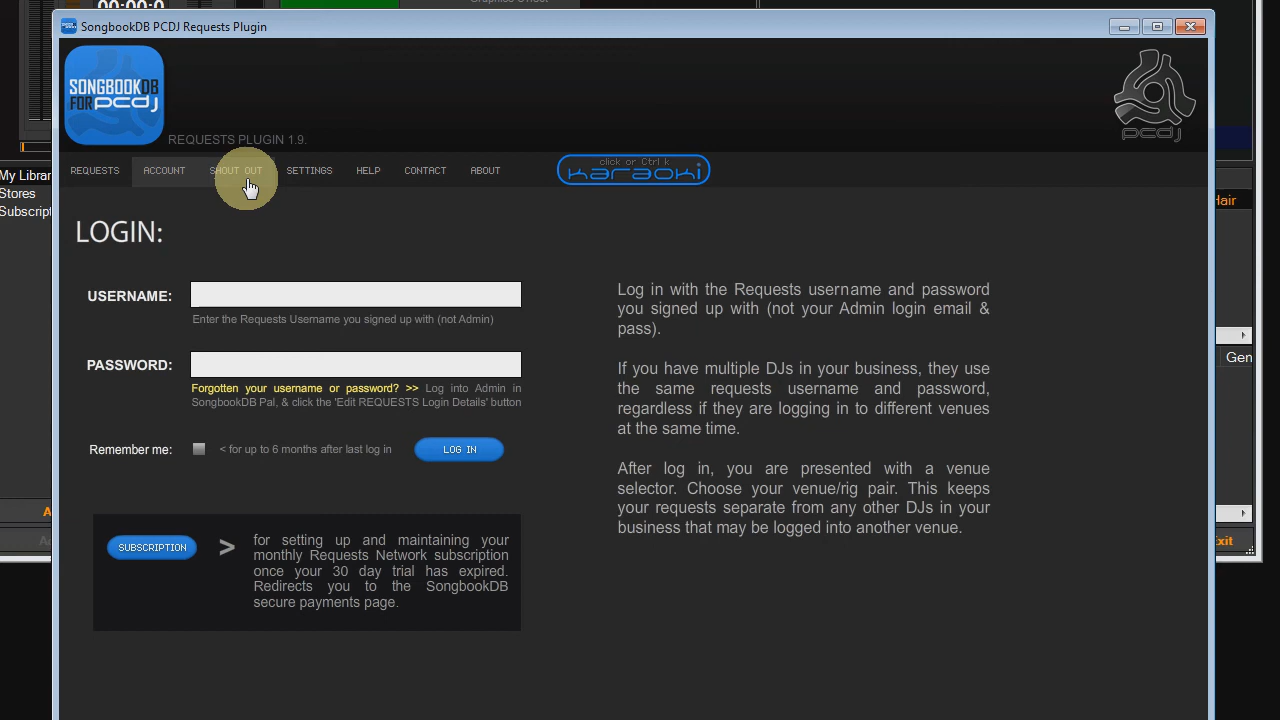 00:00:0
Graphics Offset
SongbookDB PCDJ Requests Plugin
SONGBOOKDB
FOR pcdj
REQUESTS PLUGIN 1.9.
pcdj
REQUESTS ACCOUNT SHOUT OUT SETTINGS HELP CONTACT ABOUT
click or Ctrl k
karaoki
My Librar
Stores
Subscript
Hair
LOGIN:
USERNAME:
Enter the Requests Username you signed up with (not Admin)
PASSWORD:
Forgotten your username or password? >> Log into Admin in
SongbookDB Pal, & click the 'Edit REQUESTS Login Details' button
Remember me:
< for up to 6 months after last log in
LOG IN
SUBSCRIPTION
>
for setting up and maintaining your
monthly Requests Network subscription
once your 30 day trial has expired.
Redirects you to the SongbookDB
secure payments page.
Log in with the Requests username and password
you signed up with (not your Admin login email &
pass).
If you have multiple DJs in your business, they use
the same requests username and password,
regardless if they are logging in to different venues
at the same time.
After log in, you are presented with a venue
selector. Choose your venue/rig pair. This keeps
your requests separate from any other DJs in your
business that may be logged into another venue.
Gen
A
Ac
xit